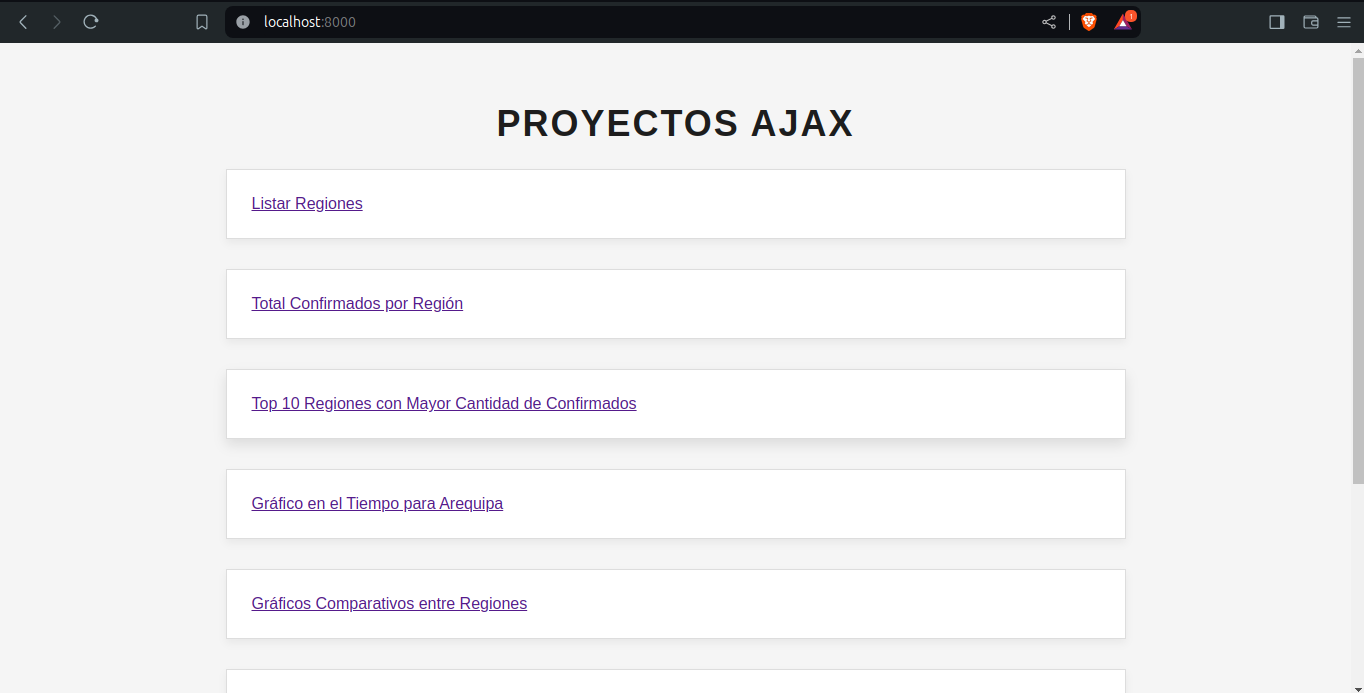 localhost:8000
1
PROYECTOS AJAX
Listar Regiones
Total Confirmados por Región
Top 10 Regiones con Mayor Cantidad de Confirmados
Gráfico en el Tiempo para Arequipa
Gráficos Comparativos entre Regiones